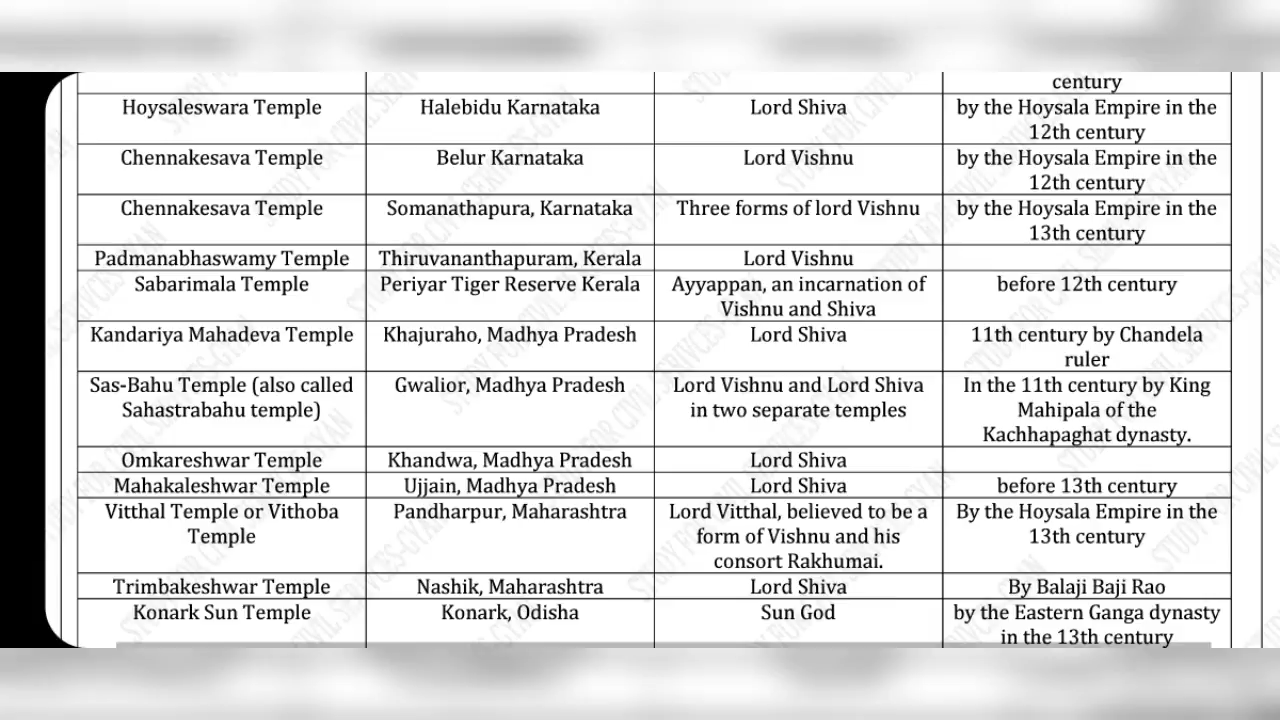 century
Hoysaleswara Temple Halebidu Karnataka Lord Shiva by the Hoysala Empire in the
12th century
Chennakesava Temple Belur Karnataka Lord Vishnu by the Hoysala Empire in the
12th century
Chennakesava Temple Somanathapura, Karnataka Three forms of lord Vishnu by the Hoysala Empire in the
13th century
Padmanabhaswamy Temple Thiruvananthapuram, Kerala Lord Vishnu
Sabarimala Temple Periyar Tiger Reserve Kerala Ayyappan, an incarnation of before 12th century
Vishnu and Shiva
Kandariya Mahadeva Temple Khajuraho, Madhya Pradesh Lord Shiva 11th century by Chandela
ruler
Sas-Bahu Temple (also called Gwalior, Madhya Pradesh Lord Vishnu and Lord Shiva In the 11th century by King
Sahastrabahu temple) in two separate temples Mahipala of the
Kachhapaghat dynasty.
Omkareshwar Temple Khandwa, Madhya Pradesh Lord Shiva
Mahakaleshwar Temple Ujjain, Madhya Pradesh Lord Shiva before 13th century
Vitthal Temple or Vithoba Pandharpur, Maharashtra Lord Vitthal, believed to be a By the Hoysala Empire in the
Temple form of Vishnu and his 13th century
consort Rakhumai.
Trimbakeshwar Temple Nashik, Maharashtra Lord Shiva By Balaji Baji Rao
Konark Sun Temple Konark, Odisha Sun God by the Eastern Ganga dynasty
in the 13th century